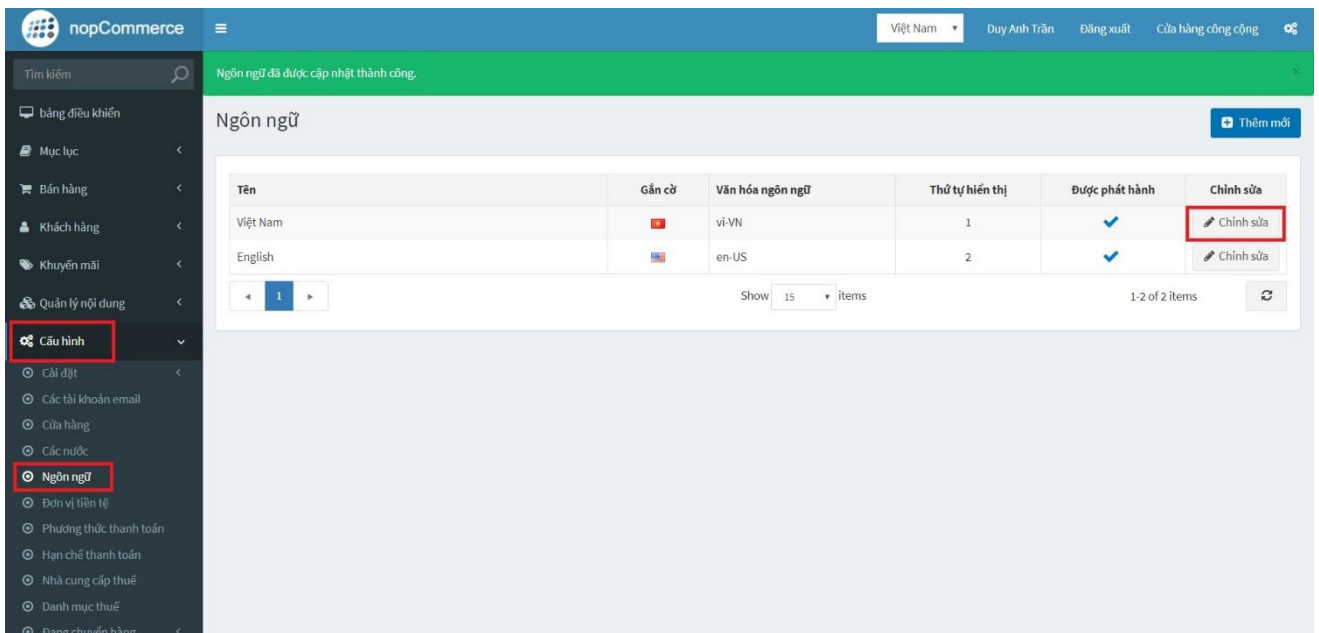 nopCommerce
Việt Nam
Duy Anh Trần
Đăng xuất
Cửa hàng công cộng
Tìm kiếm
Ngôn ngữ đã được cập nhật thành công.
×
bảng điều khiển
Mục lục
Bán hàng
Khách hàng
Khuyến mãi
Quản lý nội dung
Cấu hình
Cài đặt
Các tài khoản email
Cửa hàng
Các nước
Ngôn ngữ
Đơn vị tiền tệ
Phương thức thanh toán
Hạn chế thanh toán
Nhà cung cấp thuế
Danh mục thuế
Đang chuyển hàng
Ngôn ngữ
Thêm mới
Tên Gắn cờ Văn hóa ngôn ngữ Thứ tự hiển thị Được phát hành Chỉnh sửa
Việt Nam vi-VN 1 Chỉnh sửa
English en-US 2 Chỉnh sửa
1 Show 15 items 1-2 of 2 items